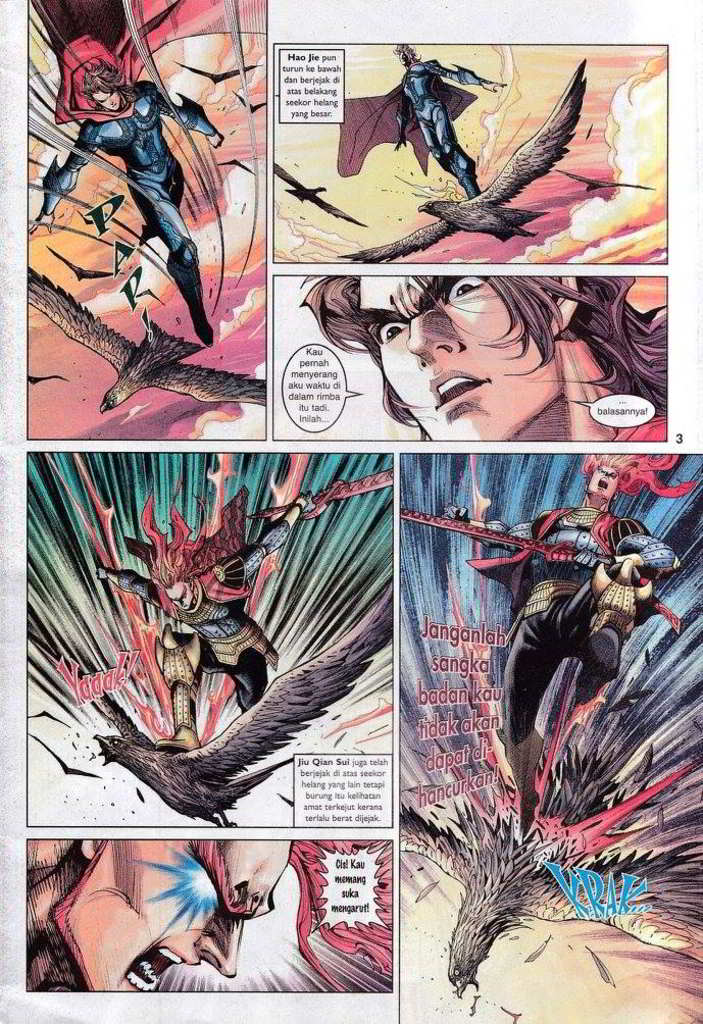 PAP
PAR!
Hao Jie pun
turun ke bawah
dan berjejak di
atas belakang
seekor helang
yang besar.
Kau
pernah
menyerang
aku waktu di
dalam rimba
itu tadi.
Inilah...
...
balasannya!
3
Yaaa!!
Jiu Qian Sui juga telah
berjejak di atas seekor
helang yang lain tetapi
burung itu kelihatan
amat terkejut kerana
terlalu berat dijejak.
Janganlah
sangka
badan kau
tidak akan
dapat di-
hancurkan!
KRAK...
Cis! Kau
memang
suka
mengarut!